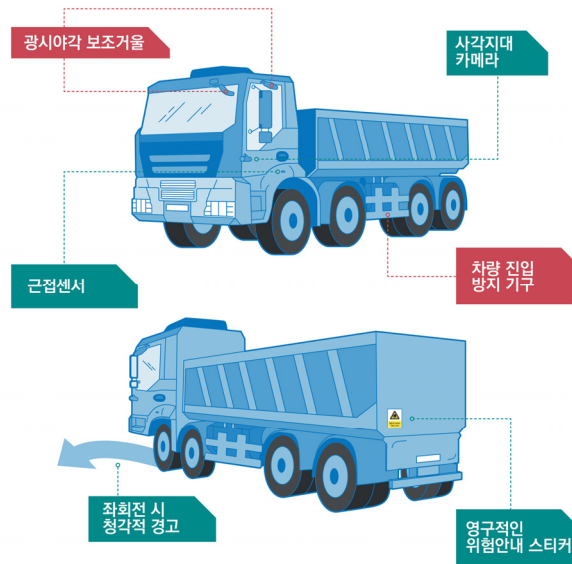 광시야각 보조거울
사각지대
카메라
근접센서
차량 진입
방지 기구
좌회전 시
청각적 경고
영구적인
위험안내 스티커